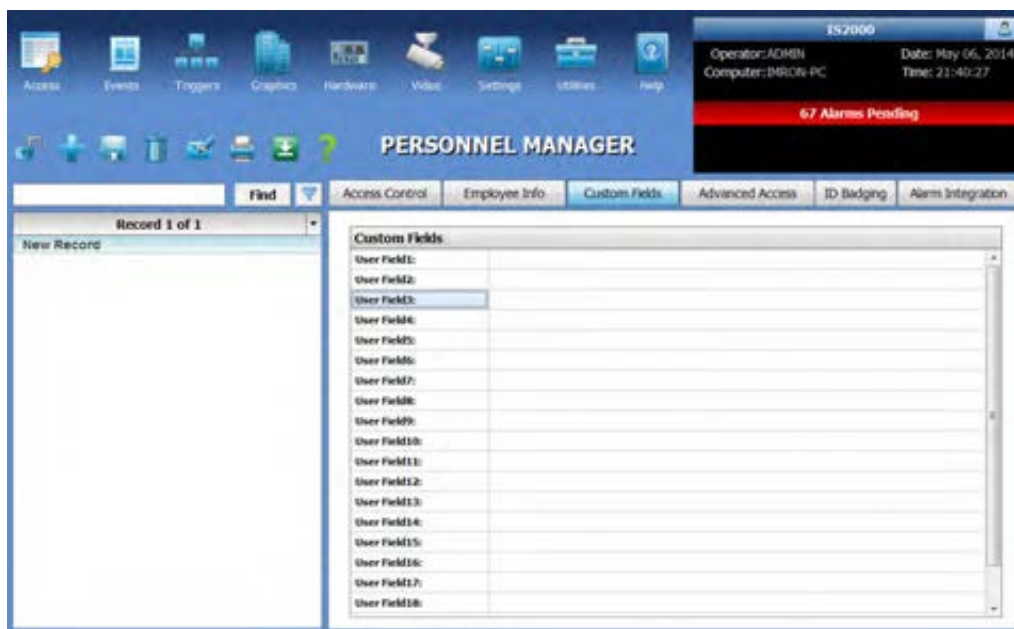 IS2000
Operator:ADMIN
Date: May 06, 2014
Computer:IMRON-PC
Time: 21:40:27
67 Alarms Pending
Access
Events
Triggers
Graphics
Hardware
Video
Settings
Utilities
Help
PERSONNEL MANAGER
Find
Access Control
Employee Info
Custom Fields
Advanced Access
ID Badging
Alarm Integration
Record 1 of 1
New Record
Custom Fields
User Field1:
User Field2:
User Field3:
User Field4:
User Field5:
User Field6:
User Field7:
User Field8:
User Field9:
User Field10:
User Field11:
User Field12:
User Field13:
User Field14:
User Field15:
User Field16:
User Field17:
User Field18: